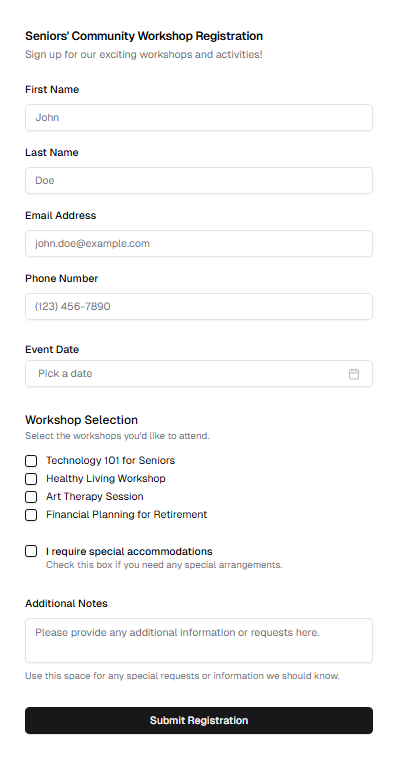 Seniors' Community Workshop Registration
Sign up for our exciting workshops and activities!
First Name
John
Last Name
Doe
Email Address
john.doe@example.com
Phone Number
(123) 456-7890
Event Date
Pick a date
Workshop Selection
Select the workshops you'd like to attend.
Technology 101 for Seniors
Healthy Living Workshop
Art Therapy Session
Financial Planning for Retirement
I require special accommodations
Check this box if you need any special arrangements.
Additional Notes
Please provide any additional information or requests here.
Use this space for any special requests or information we should know.
Submit Registration